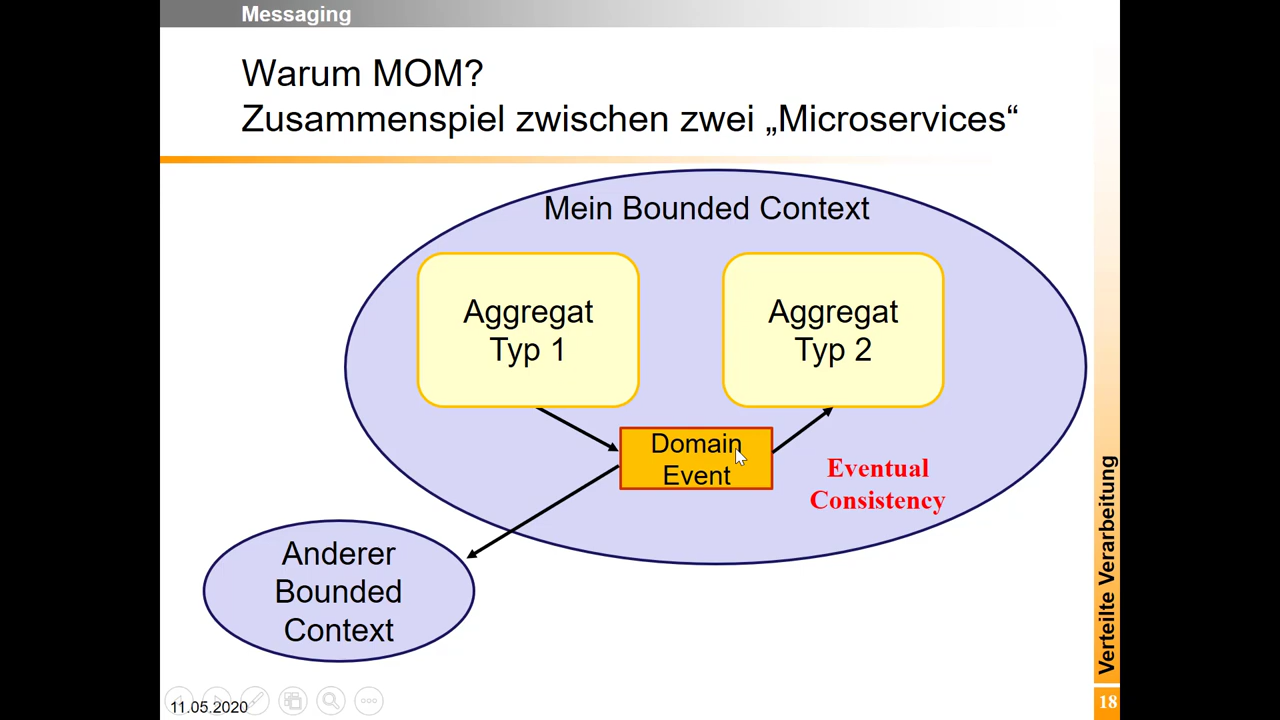 Messaging
Warum MOM?
Zusammenspiel zwischen zwei „Microservices“
Mein Bounded Context
Aggregat
Typ 1
Aggregat
Typ 2
Domain
Event
Eventual
Consistency
Anderer
Bounded
Context
Verteilte Verarbeitung
11.05.2020
18